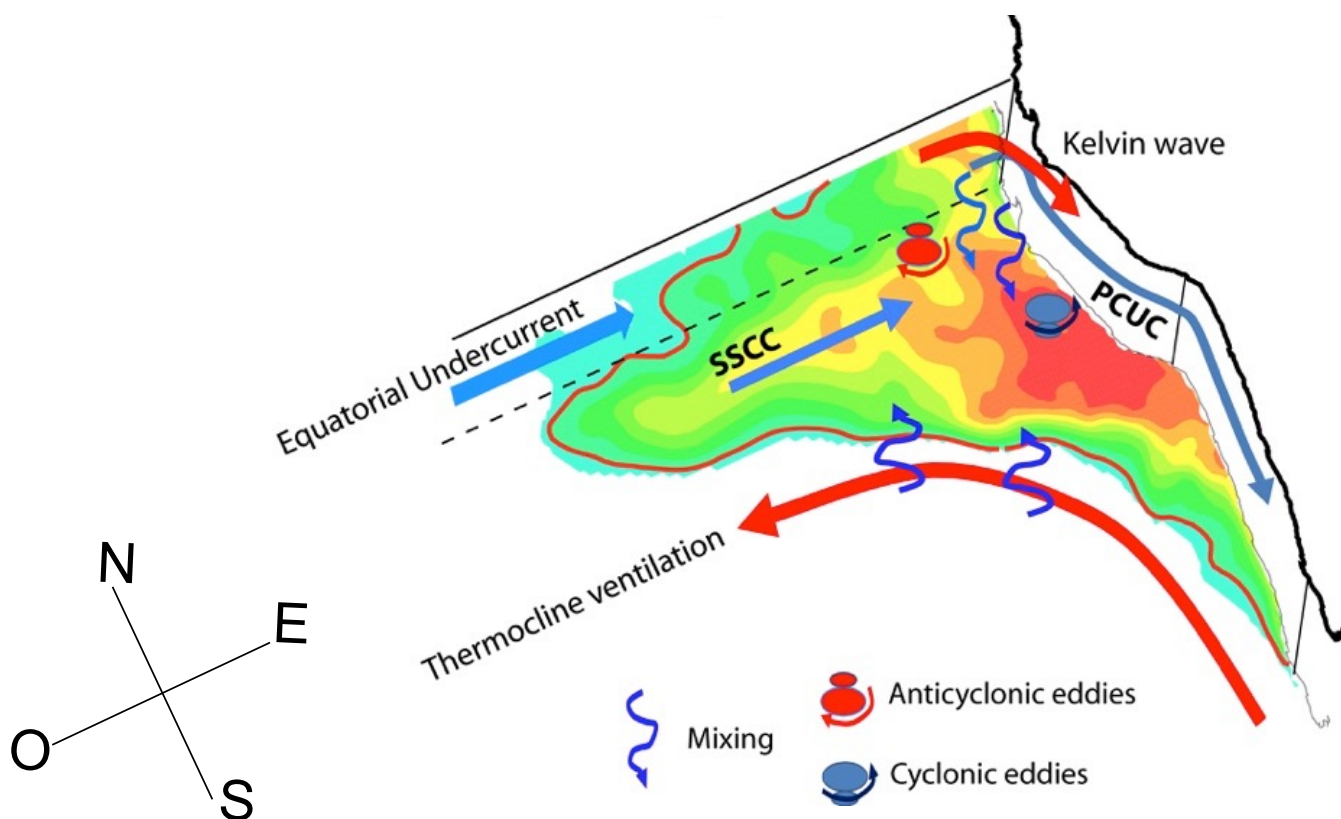 Kelvin wave
PCUC
SSCC
Equatorial Undercurrent
Thermocline ventilation
N
E
O
S
Mixing
Anticyclonic eddies
Cyclonic eddies